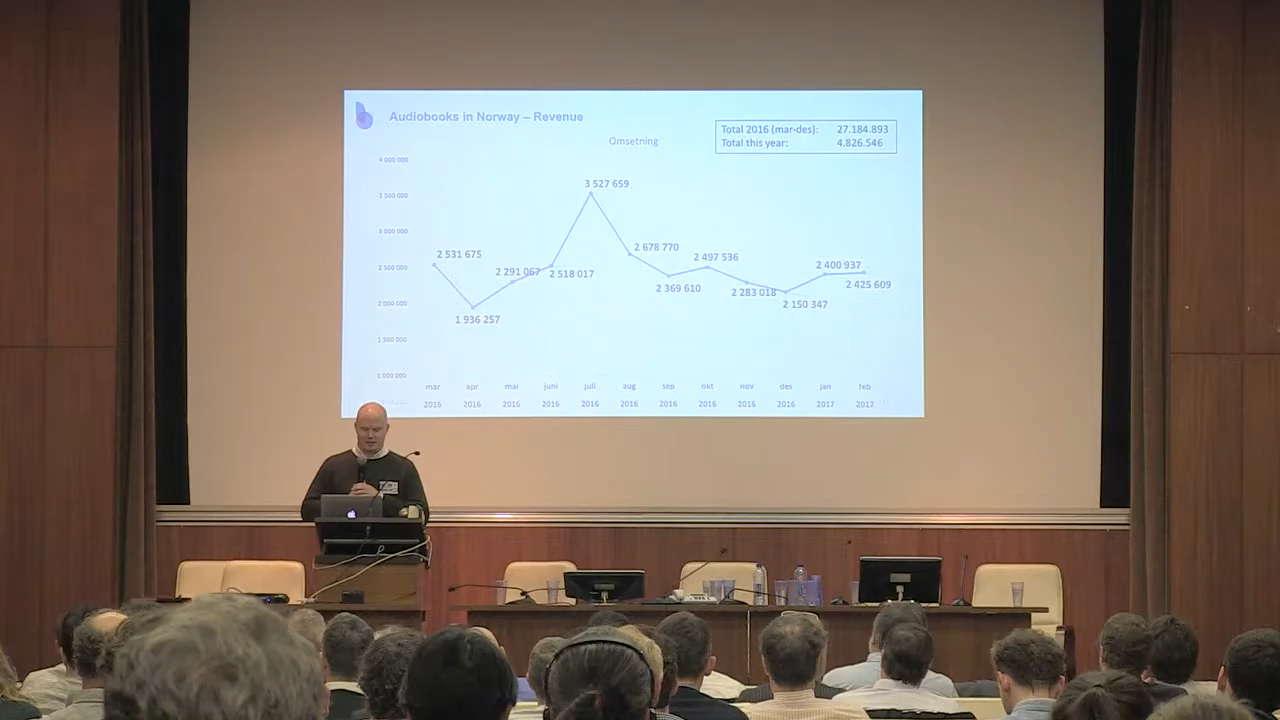 Audiobooks in Norway – Revenue
Omsetning
Total 2016 (mar-des): 27.184.893
Total this year: 4.826.546
4 000 000
3 500 000
3 000 000
2 500 000
2 000 000
1 500 000
1 000 000
2 531 675
1 936 257
2 291 067
2 518 017
3 527 659
2 678 770
2 369 610
2 497 536
2 283 018
2 150 347
2 400 937
2 425 609
mar apr mai juni juli aug sep okt nov des jan feb
2016 2016 2016 2016 2016 2016 2016 2016 2016 2016 2017 2017